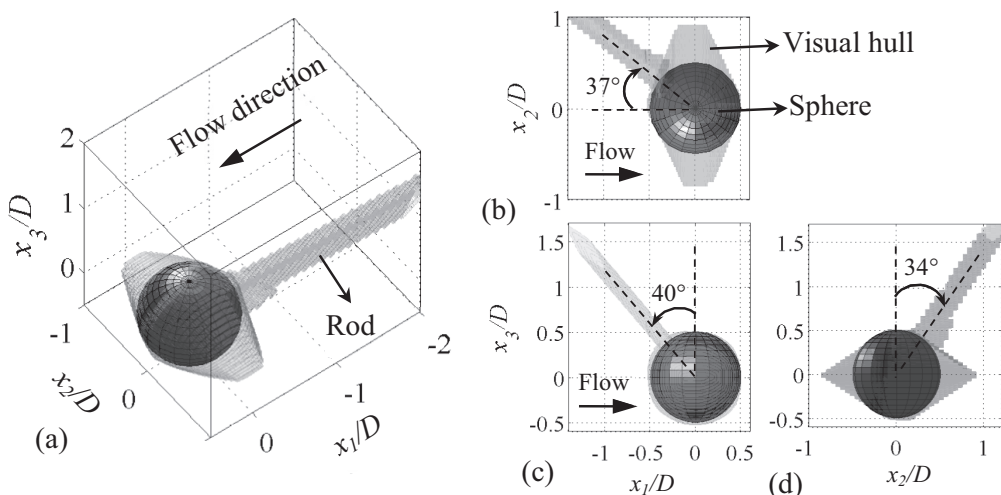 Flow direction
x₃/D
2
1
0
-1
-1
0
x₂/D
0
-1
-2
x₁/D
Rod
(a)
1
x₂/D
0
-1
37°
Flow
Visual hull
Sphere
(b)
1.5
1
x₃/D
0.5
0
-0.5
40°
Flow
-1
0
0.5
x₁/D
(c)
1.5
1
0.5
0
-0.5
34°
-1
0
1
x₂/D
(d)